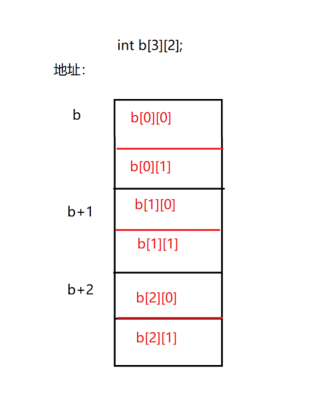 int b[3][2];
地址：
b
b[0][0]
b[0][1]
b+1
b[1][0]
b[1][1]
b+2
b[2][0]
b[2][1]